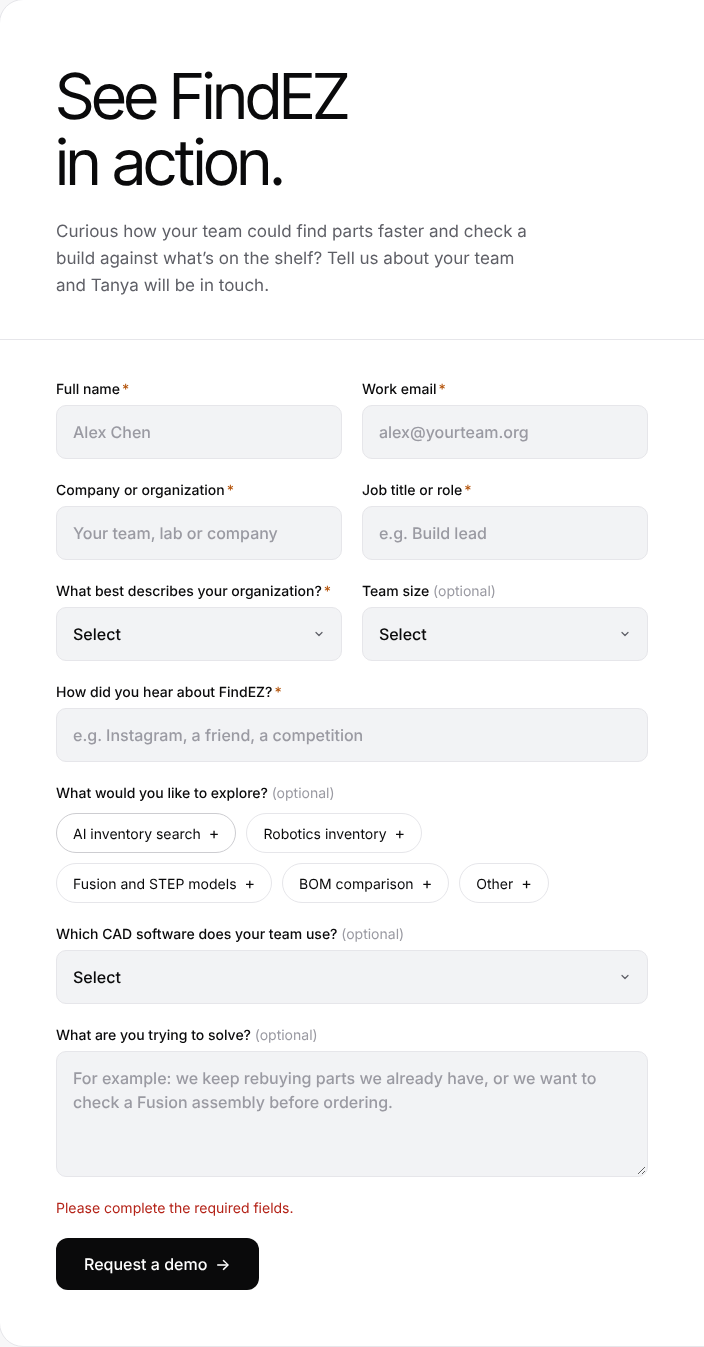 See FindEZ
in action.
Curious how your team could find parts faster and check a
build against what’s on the shelf? Tell us about your team
and Tanya will be in touch.
Full name *
Work email *
Alex Chen
alex@yourteam.org
Company or organization *
Job title or role *
Your team, lab or company
e.g. Build lead
What best describes your organization? *
Team size (optional)
Select
Select
How did you hear about FindEZ? *
e.g. Instagram, a friend, a competition
What would you like to explore? (optional)
AI inventory search +
Robotics inventory +
Fusion and STEP models +
BOM comparison +
Other +
Which CAD software does your team use? (optional)
Select
What are you trying to solve? (optional)
For example: we keep rebuying parts we already have, or we want to
check a Fusion assembly before ordering.
Please complete the required fields.
Request a demo →